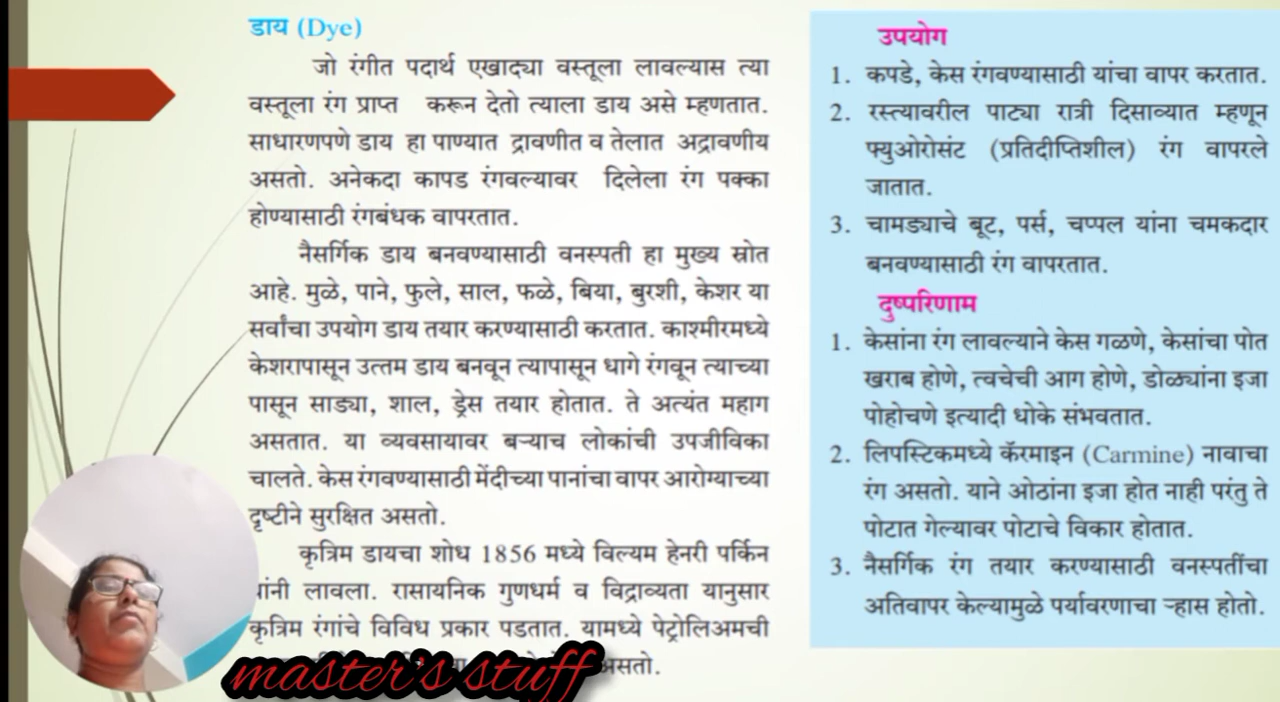 डाय (Dye)
जो रंगीत पदार्थ एखाद्या वस्तूला लावल्यास त्या
वस्तूला रंग प्राप्त करून देतो त्याला डाय असे म्हणतात.
साधारणपणे डाय हा पाण्यात द्रावणीत व तेलात अद्रावणीय
असतो. अनेकदा कापड रंगवल्यावर दिलेला रंग पक्का
होण्यासाठी रंगबंधक वापरतात.
नैसर्गिक डाय बनवण्यासाठी वनस्पती हा मुख्य स्रोत
आहे. मुळे, पाने, फुले, साल, फळे, बिया, बुरशी, केशर या
सर्वांचा उपयोग डाय तयार करण्यासाठी करतात. काश्मीरमध्ये
केशरापासून उत्तम डाय बनवून त्यापासून धागे रंगवून त्याच्या
पासून साड्या, शाल, ड्रेस तयार होतात. ते अत्यंत महाग
असतात. या व्यवसायावर बऱ्याच लोकांची उपजीविका
चालते. केस रंगवण्यासाठी मेंदीच्या पानांचा वापर आरोग्याच्या
दृष्टीने सुरक्षित असतो.
कृत्रिम डायचा शोध 1856 मध्ये विल्यम हेनरी पर्किन
यांनी लावला. रासायनिक गुणधर्म व विद्राव्यता यानुसार
कृत्रिम रंगांचे विविध प्रकार पडतात. यामध्ये पेट्रोलिअमची
असतो.
master's stuff
उपयोग
1. कपडे, केस रंगवण्यासाठी यांचा वापर करतात.
2. रस्त्यावरील पाट्या रात्री दिसाव्यात म्हणून
फ्युओरोसंट (प्रतिदीप्तिशील) रंग वापरले
जातात.
3. चामड्याचे बूट, पर्स, चप्पल यांना चमकदार
बनवण्यासाठी रंग वापरतात.
दुष्परिणाम
1. केसांना रंग लावल्याने केस गळणे, केसांचा पोत
खराब होणे, त्वचेची आग होणे, डोळ्यांना इजा
पोहोचणे इत्यादी धोके संभवतात.
2. लिपस्टिकमध्ये कॅरमाइन (Carmine) नावाचा
रंग असतो. याने ओठांना इजा होत नाही परंतु ते
पोटात गेल्यावर पोटाचे विकार होतात.
3. नैसर्गिक रंग तयार करण्यासाठी वनस्पतींचा
अतिवापर केल्यामुळे पर्यावरणाचा ऱ्हास होतो.